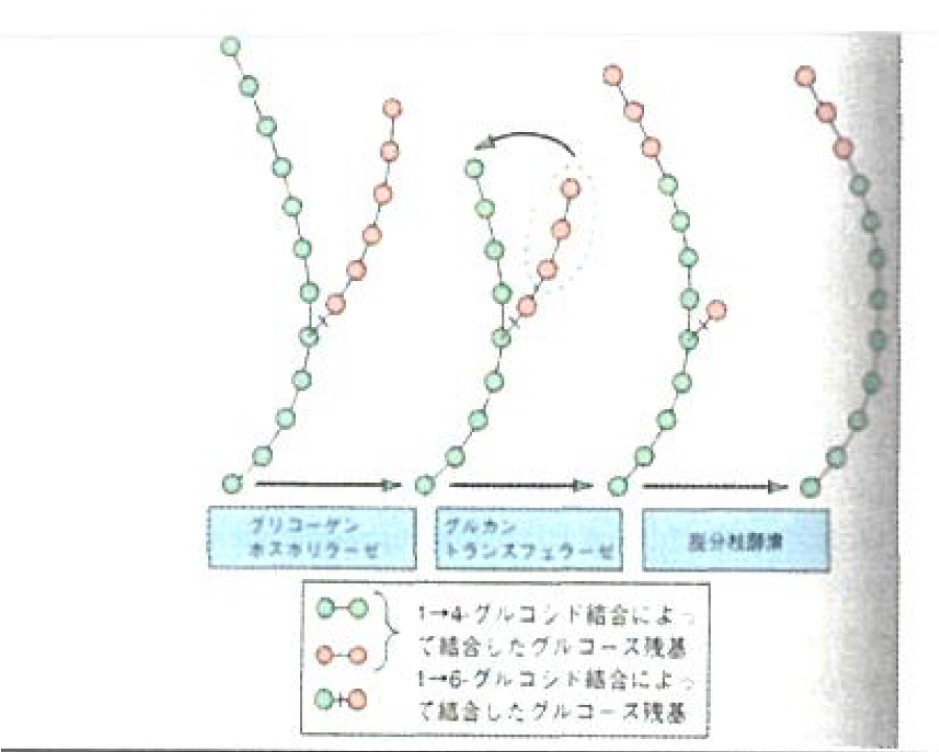 グリコーゲン
ホスホリラーゼ
グルカン
トランスフェラーゼ
脱分枝酵素
1→4-グルコシド結合によっ
て結合したグルコース残基
1→6-グルコシド結合によっ
て結合したグルコース残基